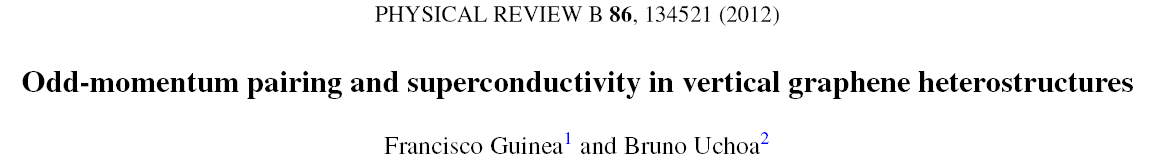 PHYSICAL REVIEW B 86, 134521 (2012)
Odd-momentum pairing and superconductivity in vertical graphene heterostructures
Francisco Guinea1 and Bruno Uchoa2